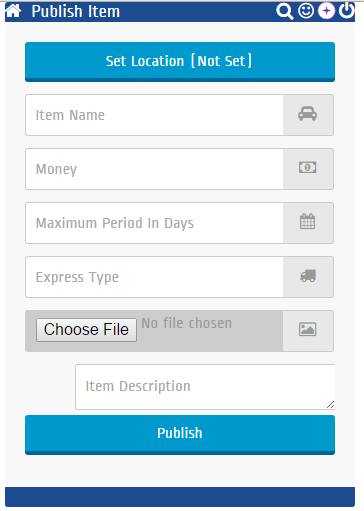 Publish Item
Set Location [Not Set]
Item Name
Money
Maximum Period In Days
Express Type
Choose File No file chosen
Item Description
Publish